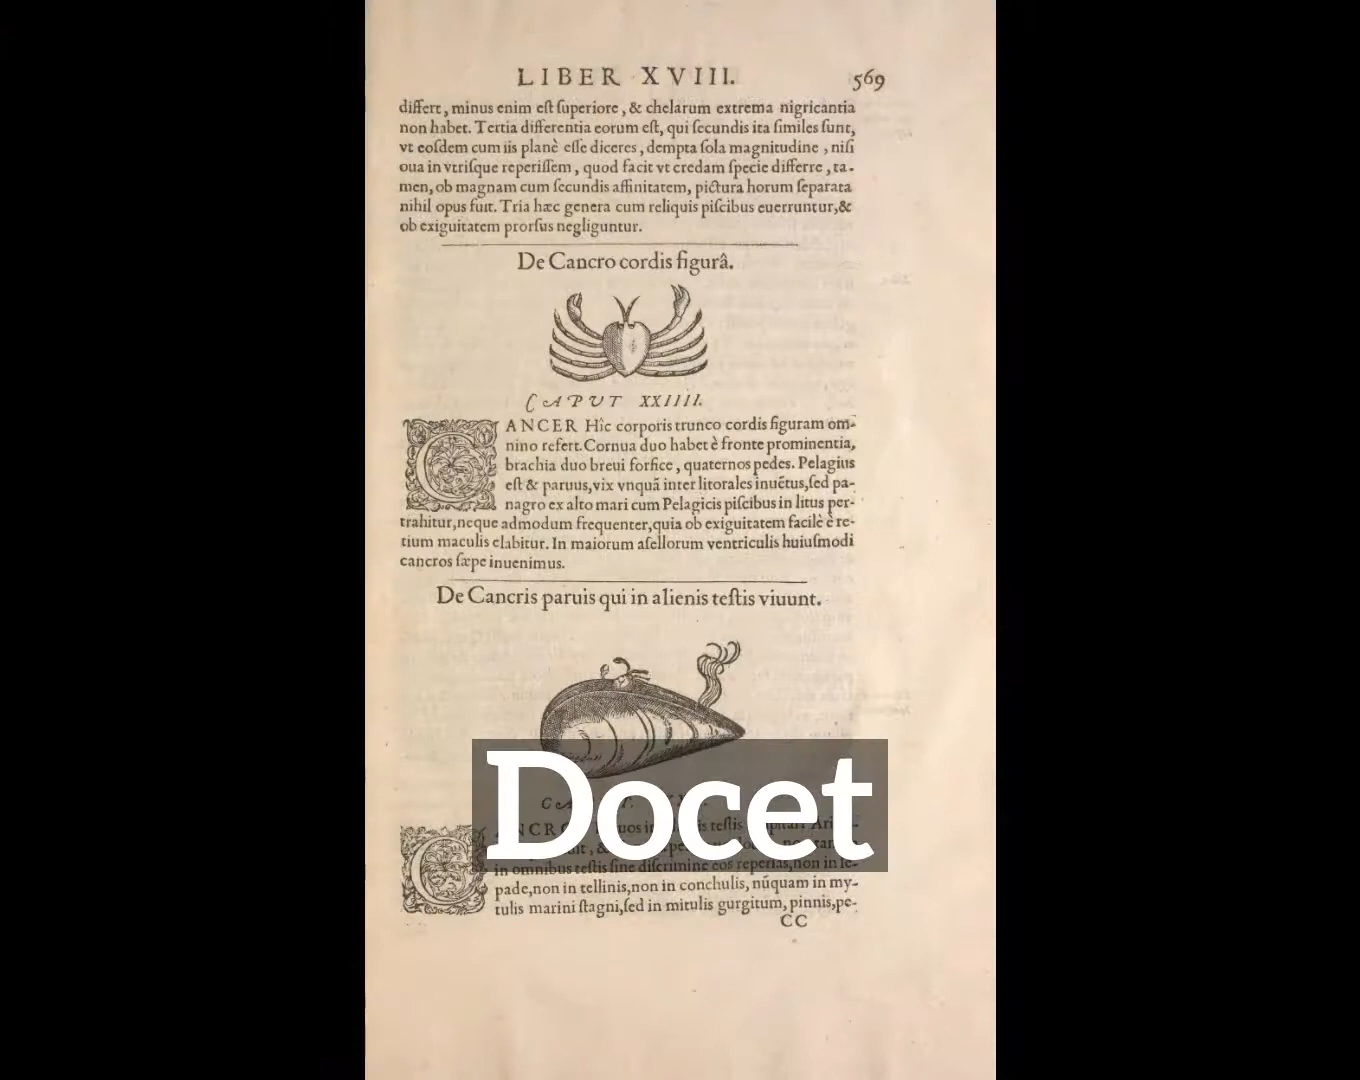 LIBER XVIII. 569
differt, minus enim eſt ſuperiore, & chelarum extrema nigricantia
non habet. Tertia differentia eorum eſt, qui ſecundis ita ſimiles ſunt,
vt eoſdem cum iis planè eſſe diceres, dempta ſola magnitudine, niſi
oua in vtriſque reperiſſem, quod facit vt credam ſpecie differre, ta-
men, ob magnam cum ſecundis affinitatem, pictura horum ſeparata
nihil opus fuit. Tria hæc genera cum reliquis piſcibus euerruntur, &
ob exiguitatem prorſus negliguntur.
De Cancro cordis figurâ.
CAPUT XXIIII.
CANCER Hîc corporis trunco cordis figuram om-
nino refert. Cornua duo habet è fronte prominentia,
brachia duo breui forfice, quaternos pedes. Pelagius
eſt & paruus, vix vnquã inter litorales inuẽtus, ſed pa-
nagro ex alto mari cum Pelagicis piſcibus in litus per-
trahitur, neque admodum frequenter, quia ob exiguitatem facilè è re-
tium maculis elabitur. In maiorum aſellorum ventriculis huiuſmodi
cancros ſæpe inuenimus.
De Cancris paruis qui in alienis teſtis viuunt.
Docet
in omnibus teſtis ſine diſcrimine eos reperias, non in le-
pade, non in tellinis, non in conchulis, nũquam in my-
tulis marini ſtagni, ſed in mitulis gurgitum, pinnis, pe-
CC